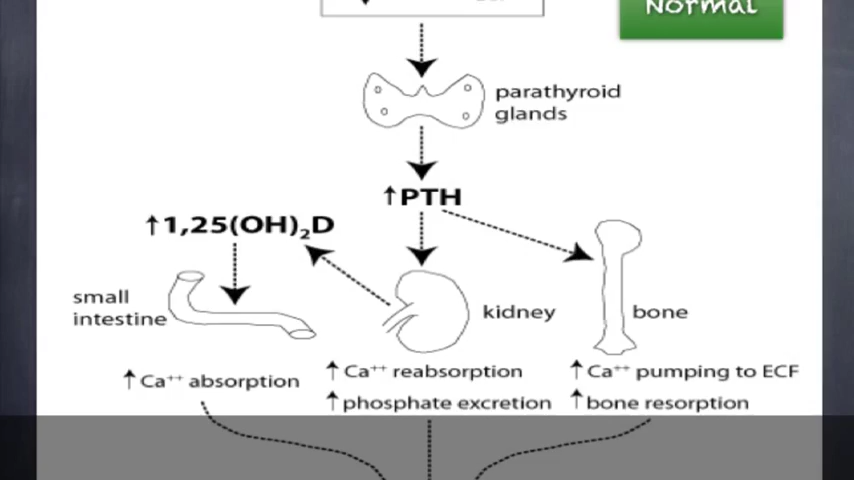 Normal
parathyroid
glands
↑PTH
↑1,25(OH)₂D
small
intestine
kidney
bone
↑Ca⁺⁺ absorption
↑Ca⁺⁺ reabsorption
↑phosphate excretion
↑Ca⁺⁺ pumping to ECF
↑bone resorption